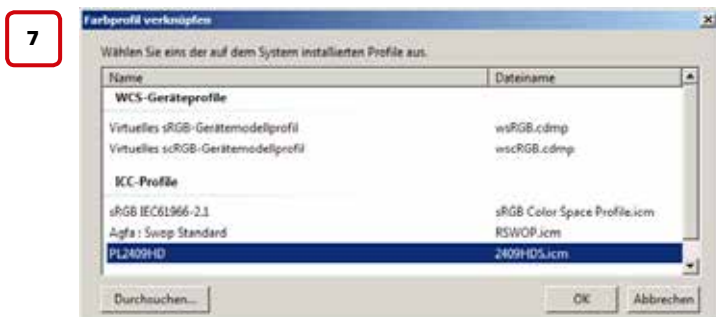 7
Farbprofil verknüpfen
Wählen Sie eins der auf dem System installierten Profile aus.
Name Dateiname
WCS-Geräteprofile
Virtuelles sRGB-Gerätemodellprofil wsRGB.cdmp
Virtuelles scRGB-Gerätemodellprofil wscRGB.cdmp
ICC-Profile
sRGB IEC61966-2.1 sRGB Color Space Profile.icm
Agfa : Swop Standard RSWOP.icm
PL2409HD 2409HDS.icm
Durchsuchen... OK Abbrechen